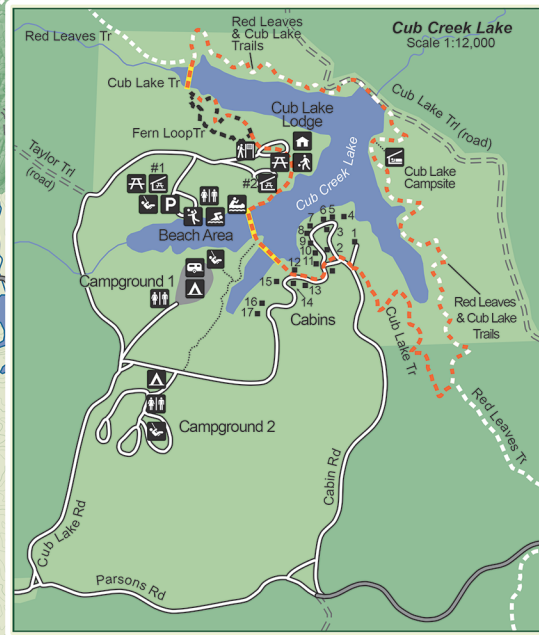 Red Leaves Tr
Red Leaves
& Cub Lake
Trails
Cub Creek Lake
Scale 1:12,000
Cub Lake Tr
Cub Lake
Lodge
Cub Lake Trl (road)
Fern LoopTr
Taylor Trl
(road)
#1
#2
P
Cub Creek Lake
Cub Lake
Campsite
Beach Area
7
6
5
4
8
3
1
9
10
2
11
12
Campground 1
15
13
14
16
17
Cabins
Red Leaves
& Cub Lake
Trails
Cub Lake Tr
Red Leaves Tr
Campground 2
Cabin Rd
Cub Lake Rd
Parsons Rd